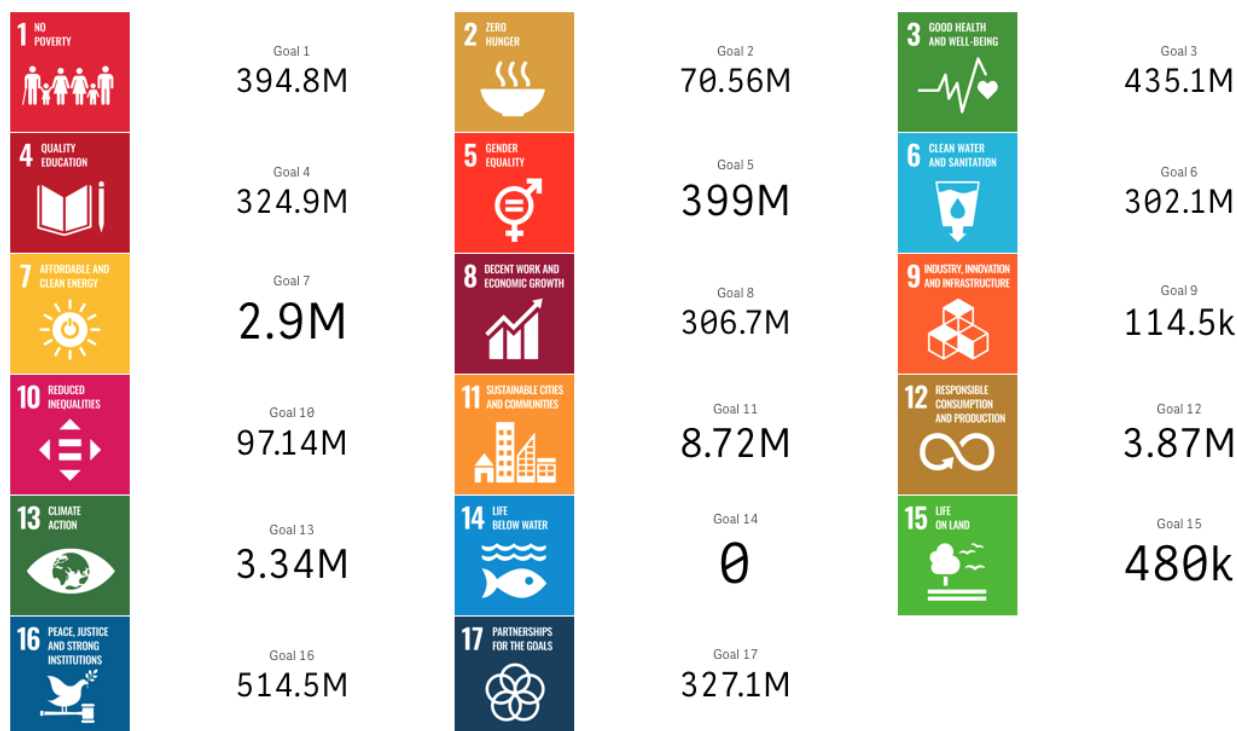 1 NO
POVERTY
Goal 1
394.8M
2 ZERO
HUNGER
Goal 2
70.56M
3 GOOD HEALTH
AND WELL-BEING
Goal 3
435.1M
4 QUALITY
EDUCATION
Goal 4
324.9M
5 GENDER
EQUALITY
Goal 5
399M
6 CLEAN WATER
AND SANITATION
Goal 6
302.1M
7 AFFORDABLE AND
CLEAN ENERGY
Goal 7
2.9M
8 DECENT WORK AND
ECONOMIC GROWTH
Goal 8
306.7M
9 INDUSTRY, INNOVATION
AND INFRASTRUCTURE
Goal 9
114.5k
10 REDUCED
INEQUALITIES
Goal 10
97.14M
11 SUSTAINABLE CITIES
AND COMMUNITIES
Goal 11
8.72M
12 RESPONSIBLE
CONSUMPTION
AND PRODUCTION
Goal 12
3.87M
13 CLIMATE
ACTION
Goal 13
3.34M
14 LIFE
BELOW WATER
Goal 14
0
15 LIFE
ON LAND
Goal 15
480k
16 PEACE, JUSTICE
AND STRONG
INSTITUTIONS
Goal 16
514.5M
17 PARTNERSHIPS
FOR THE GOALS
Goal 17
327.1M